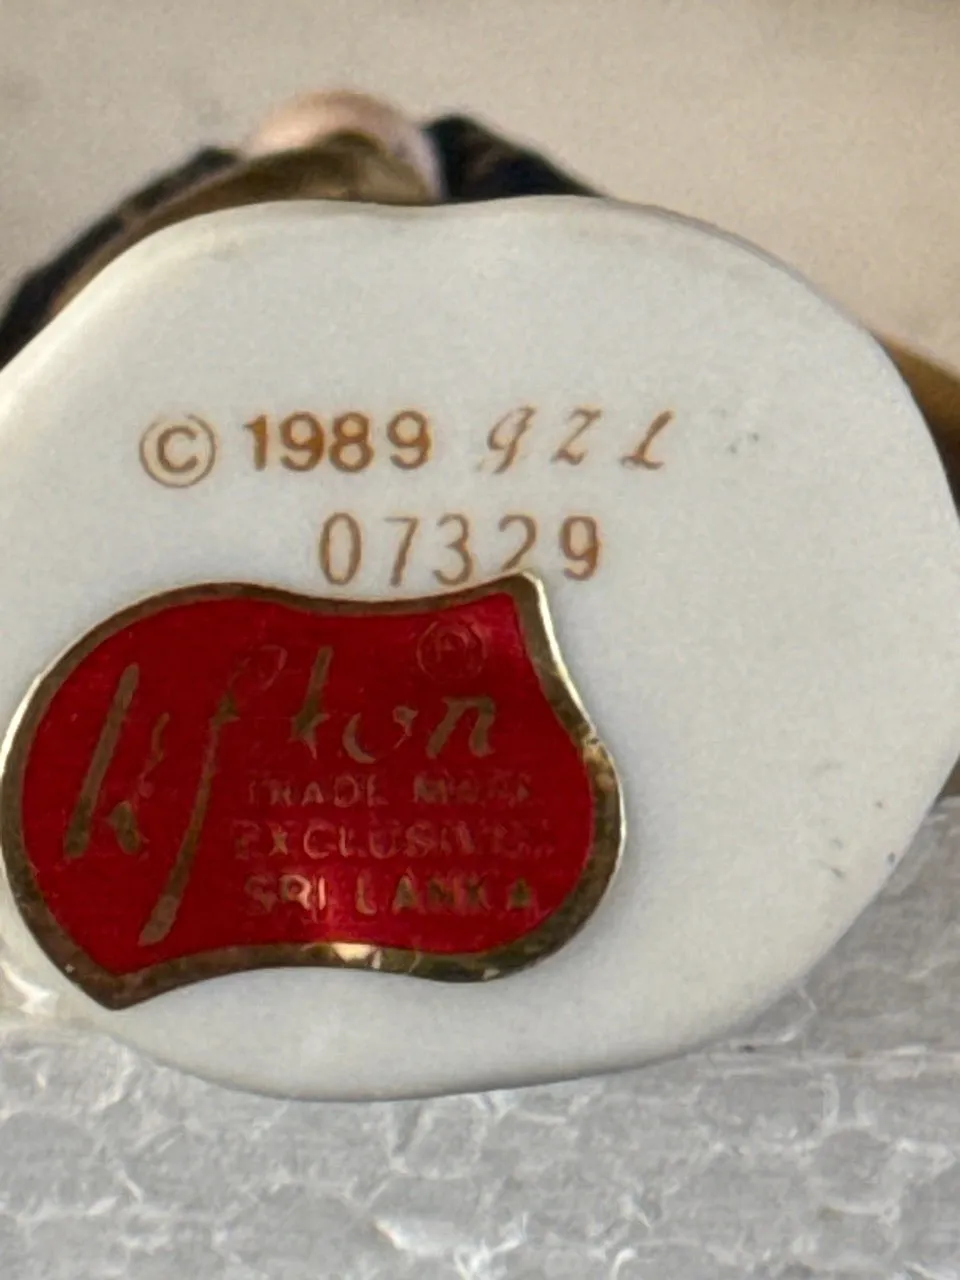 © 1989 GZL
07329
Lefton ®
TRADE MARK
EXCLUSIVES
SRI LANKA